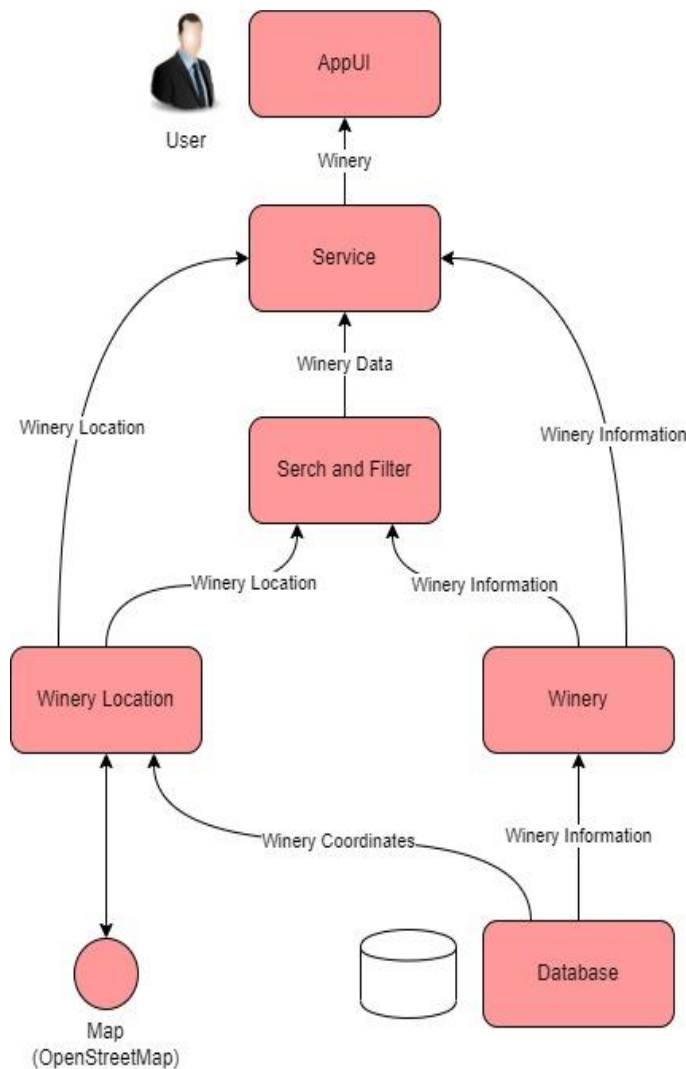 AppUI
User
Winery
Service
Winery Data
Winery Location
Winery Information
Serch and Filter
Winery Location
Winery Information
Winery Location
Winery
Winery Coordinates
Winery Information
Database
Map
(OpenStreetMap)